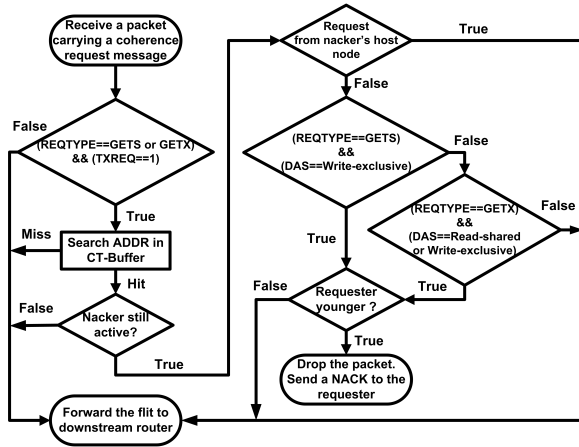 Receive a packet
carrying a coherence
request message
False
(REQTYPE==GETS or GETX)
&& (TXREQ==1)
True
Miss
Search ADDR in
CT-Buffer
Hit
False
Nacker still
active?
True
Forward the flit to
downstream router
Request
from nacker's host
node
True
False
(REQTYPE==GETS)
&&
(DAS==Write-exclusive)
False
True
(REQTYPE==GETX)
&&
(DAS==Read-shared
or Write-exclusive)
False
True
False
Requester
younger ?
True
Drop the packet.
Send a NACK to the
requester